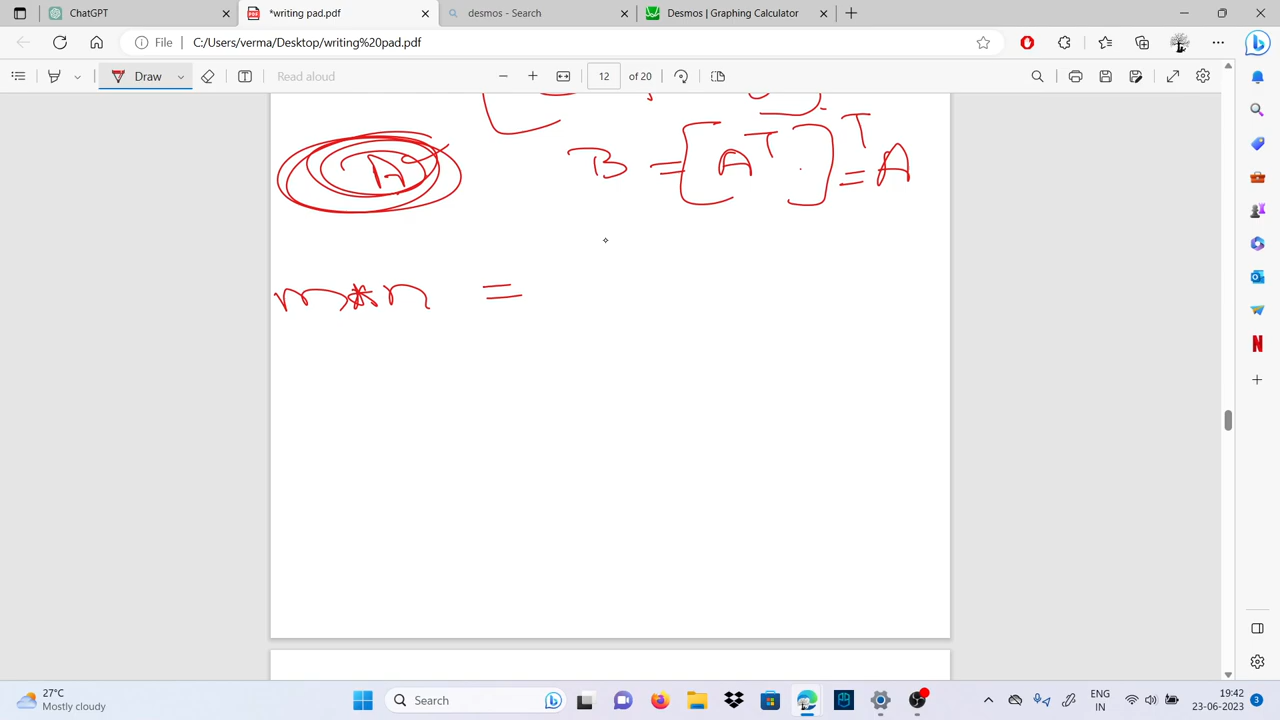 ChatGPT
*writing pad.pdf
desmos - Search
Desmos | Graphing Calculator
File
C:/Users/verma/Desktop/writing%20pad.pdf
Draw
Read aloud
12 of 20
B = [A^T]^T = A
A
m*n =
27°C
Mostly cloudy
Search
ENG
IN
19:42
23-06-2023
3